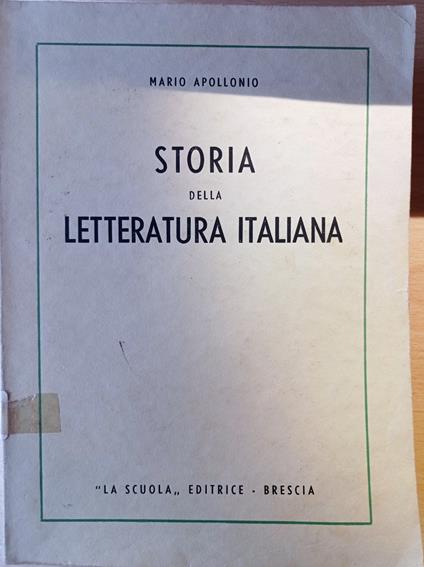 MARIO APOLLONIO
STORIA
DELLA
LETTERATURA ITALIANA
"LA SCUOLA„ EDITRICE - BRESCIA